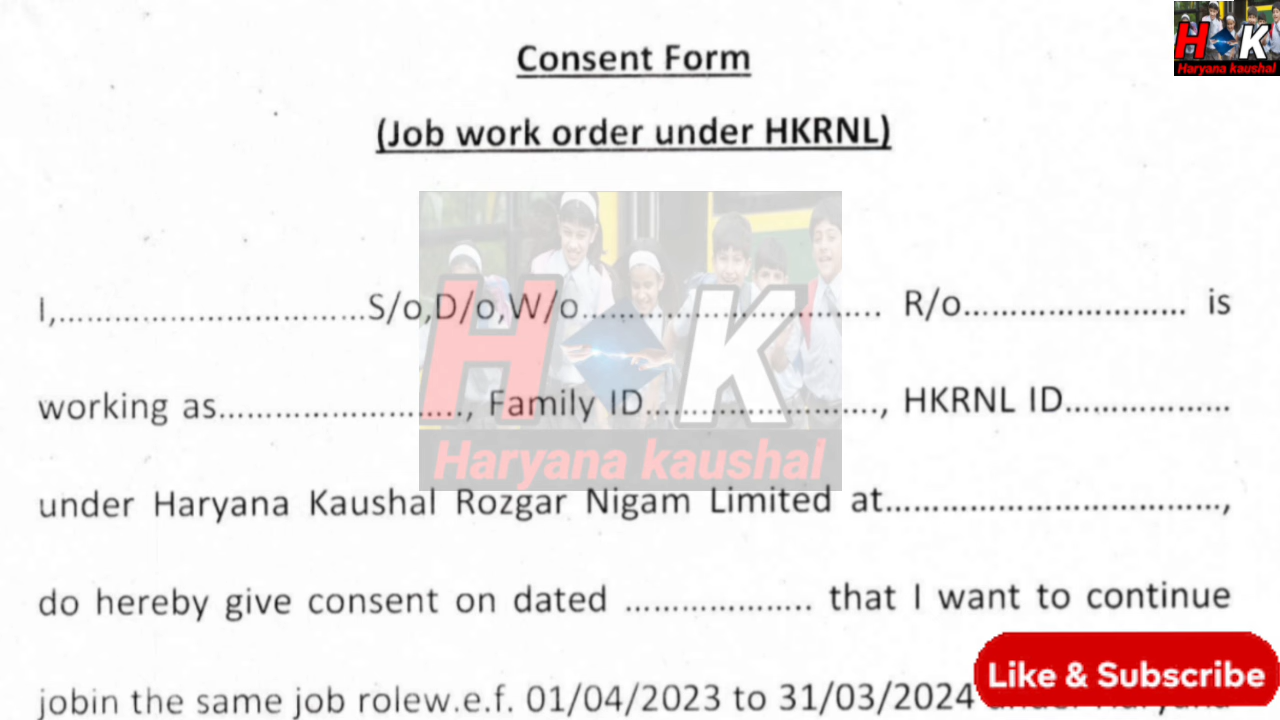 Consent Form
(Job work order under HKRNL)
H K
Haryana kaushal
I,.................................S/o,D/o,W/o................................ R/o........................ is
working as.........................., Family ID........................., HKRNL ID..................
under Haryana Kaushal Rozgar Nigam Limited at....................................,
do hereby give consent on dated .................... that I want to continue
jobin the same job rolew.e.f. 01/04/2023 to 31/03/2024
H K
Haryana kaushal
Like & Subscribe